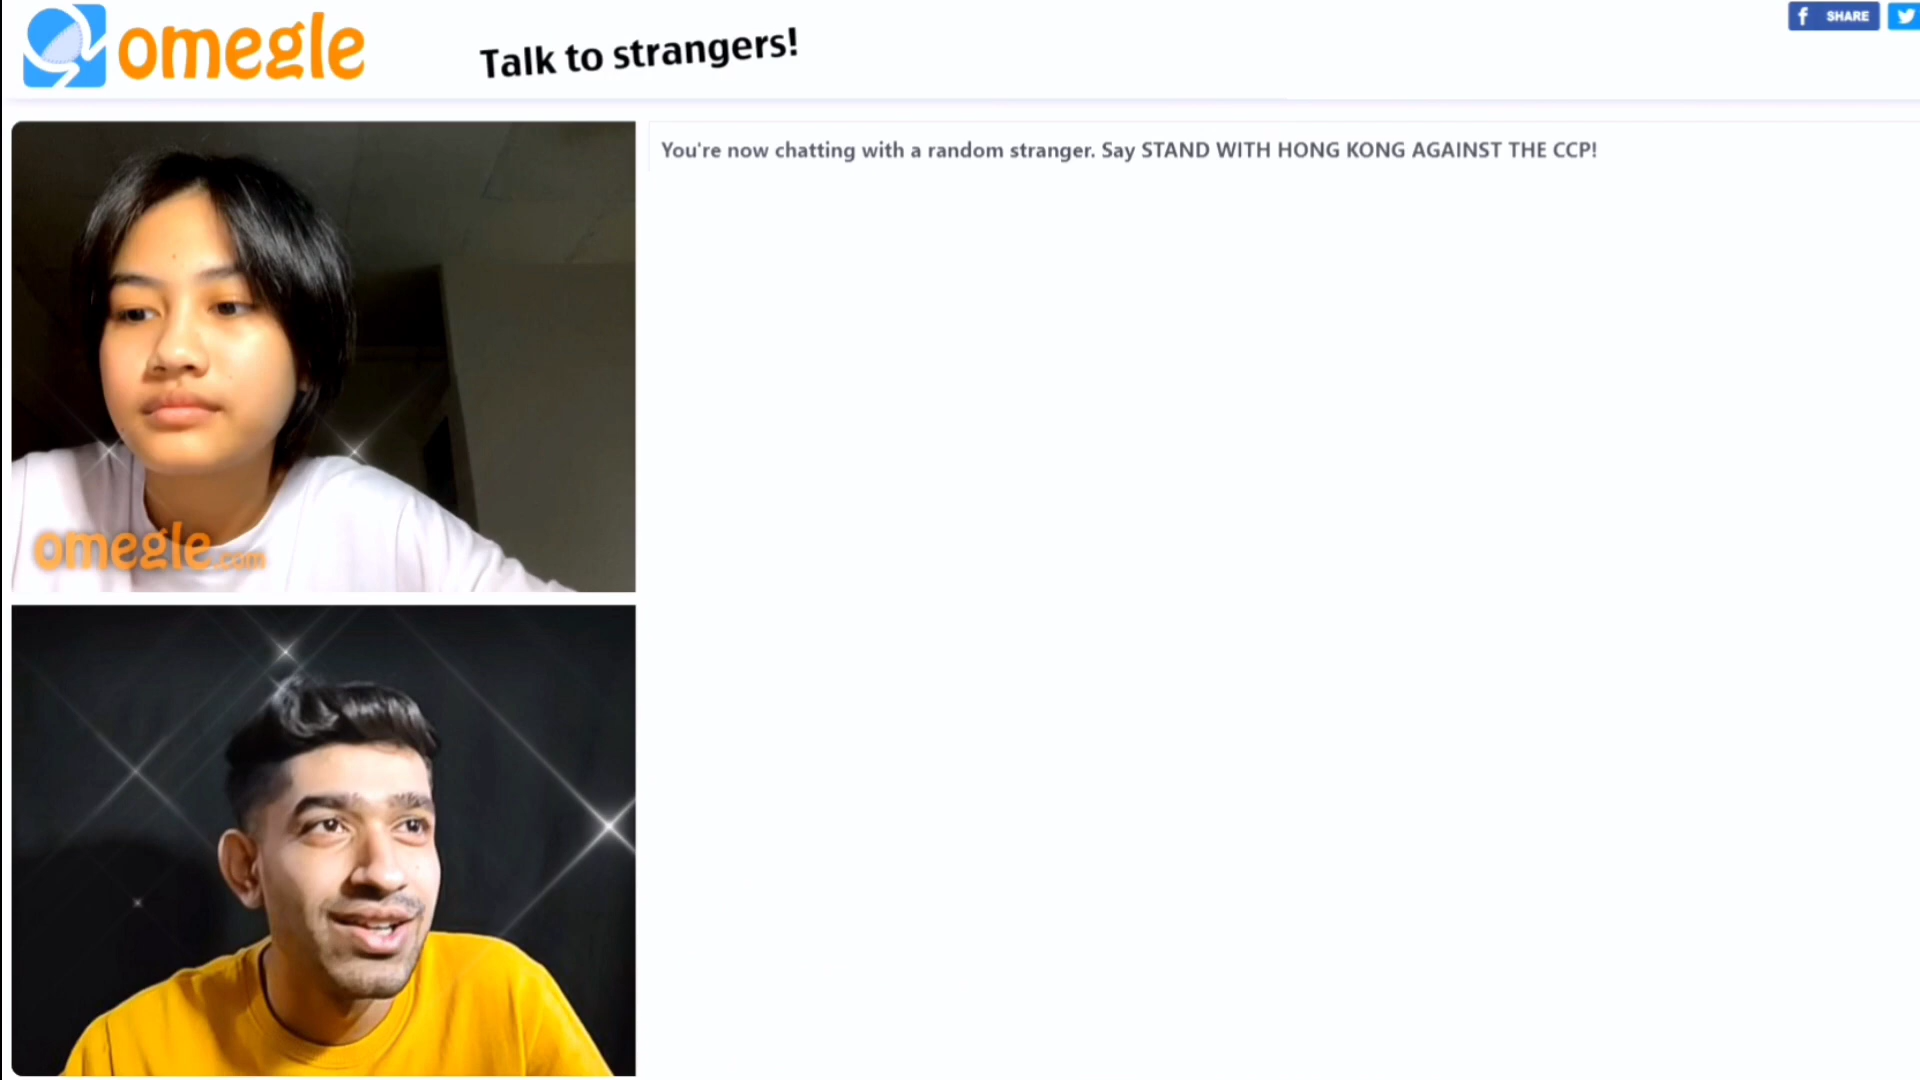 omegle
Talk to strangers!
SHARE
You're now chatting with a random stranger. Say STAND WITH HONG KONG AGAINST THE CCP!
omegle.com